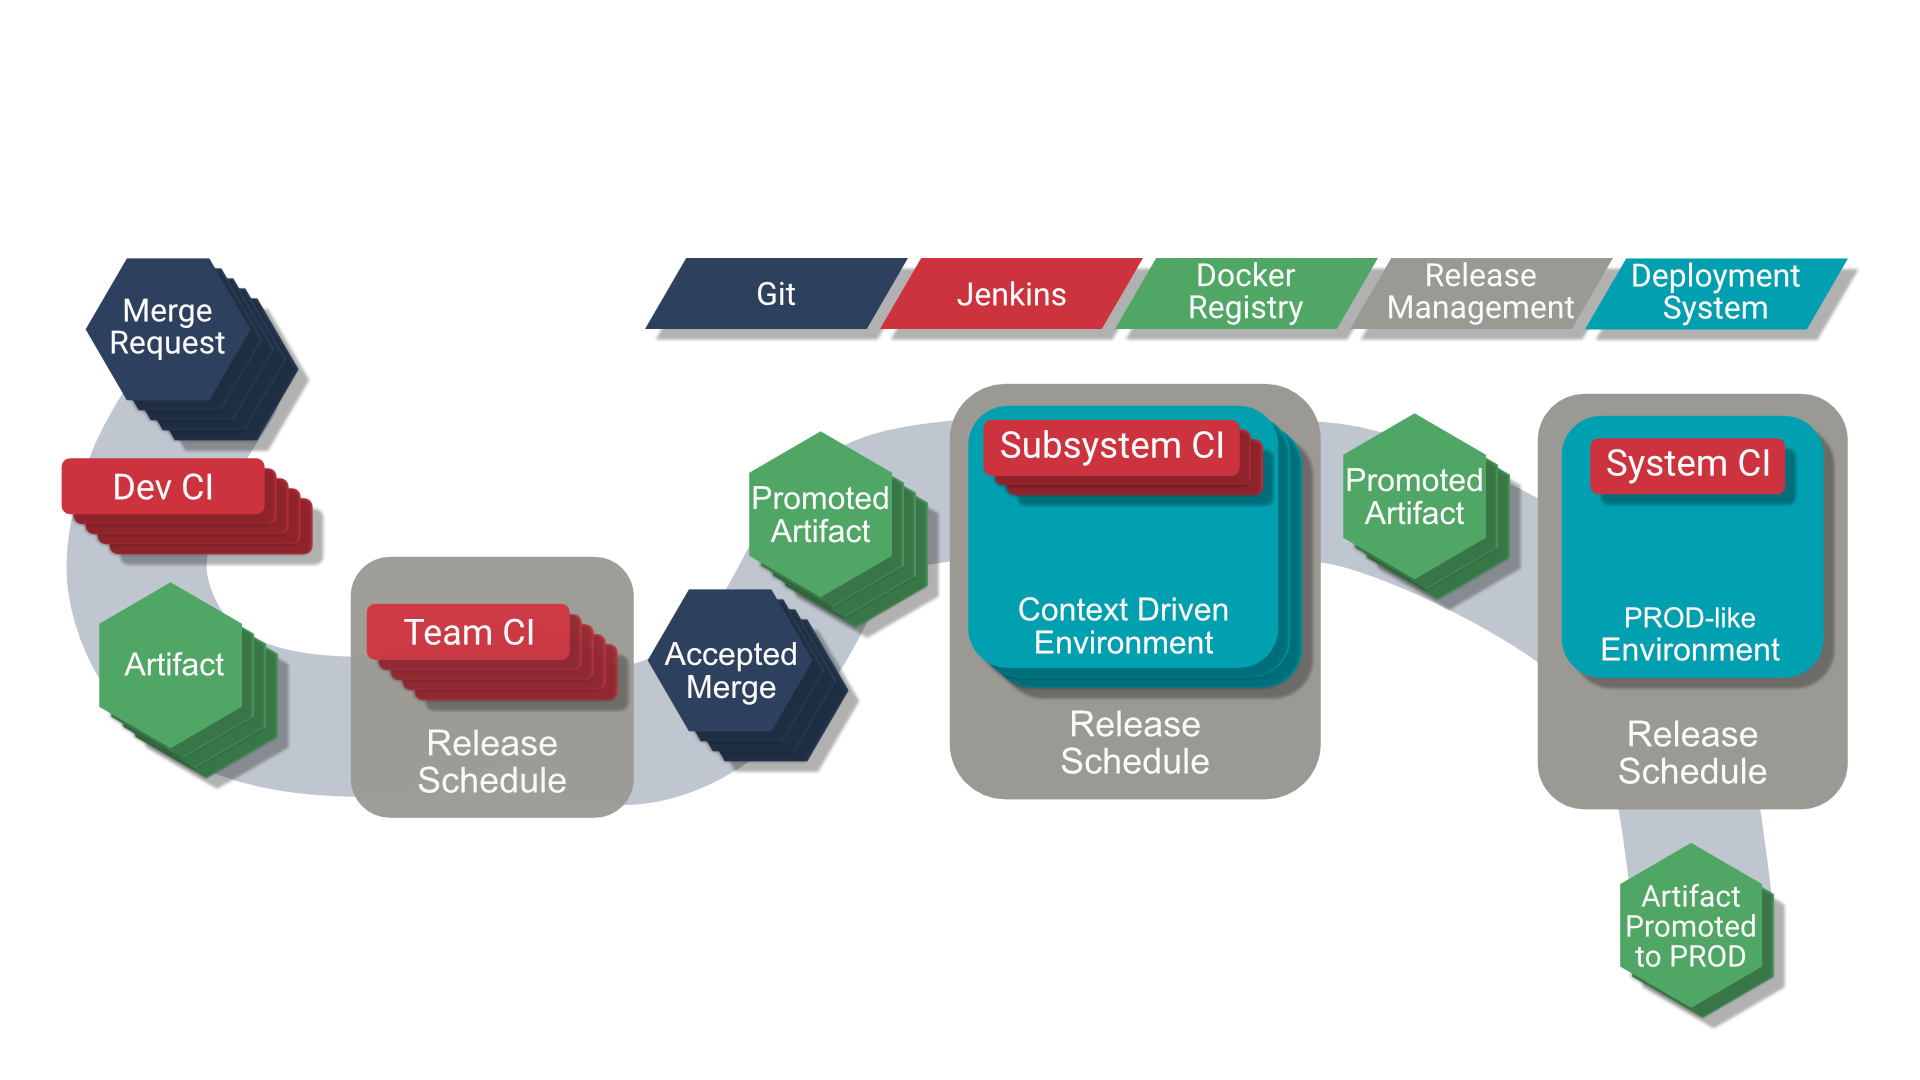 Merge
Request
Dev CI
Artifact
Team CI
Release
Schedule
Accepted
Merge
Promoted
Artifact
Git
Jenkins
Docker
Registry
Release
Management
Deployment
System
Subsystem CI
Context Driven
Environment
Release
Schedule
Promoted
Artifact
System CI
PROD-like
Environment
Release
Schedule
Artifact
Promoted
to PROD